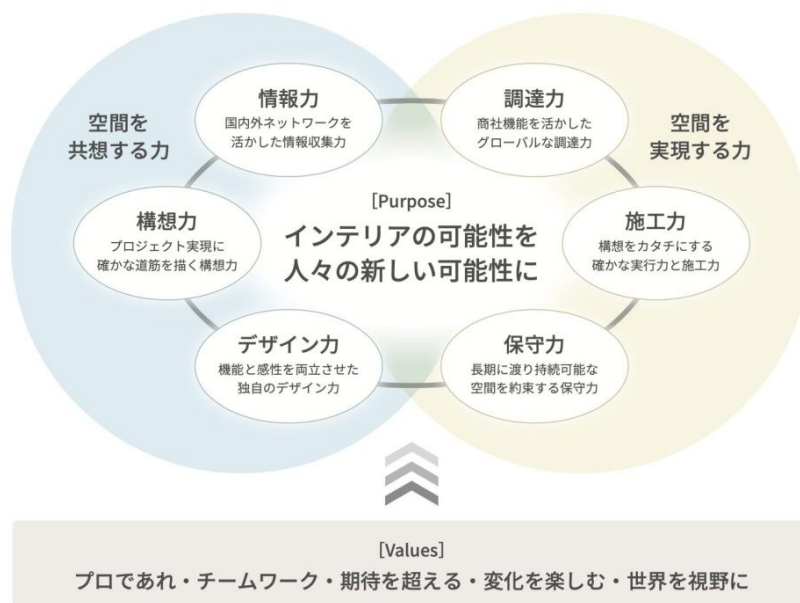 空間を
共想する力
情報力
国内外ネットワークを
活かした情報収集力
構想力
プロジェクト実現に
確かな道筋を描く構想力
デザイン力
機能と感性を両立させた
独自のデザイン力
[Purpose]
インテリアの可能性を
人々の新しい可能性に
調達力
商社機能を活かした
グローバルな調達力
空間を
実現する力
施工力
構想をカタチにする
確かな実行力と施工力
保守力
長期に渡り持続可能な
空間を約束する保守力
[Values]
プロであれ・チームワーク・期待を超える・変化を楽しむ・世界を視野に